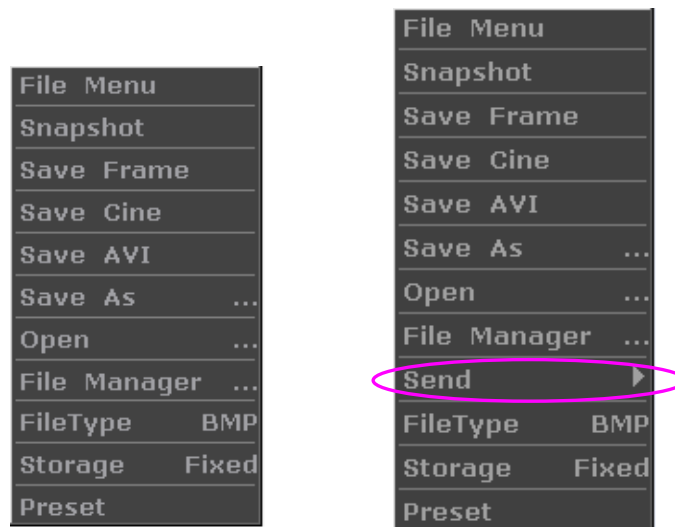 File Menu
Snapshot
Save Frame
Save Cine
Save AVI
Save As ...
Open ...
File Manager ...
FileType BMP
Storage Fixed
Preset
File Menu
Snapshot
Save Frame
Save Cine
Save AVI
Save As ...
Open ...
File Manager ...
Send
FileType BMP
Storage Fixed
Preset